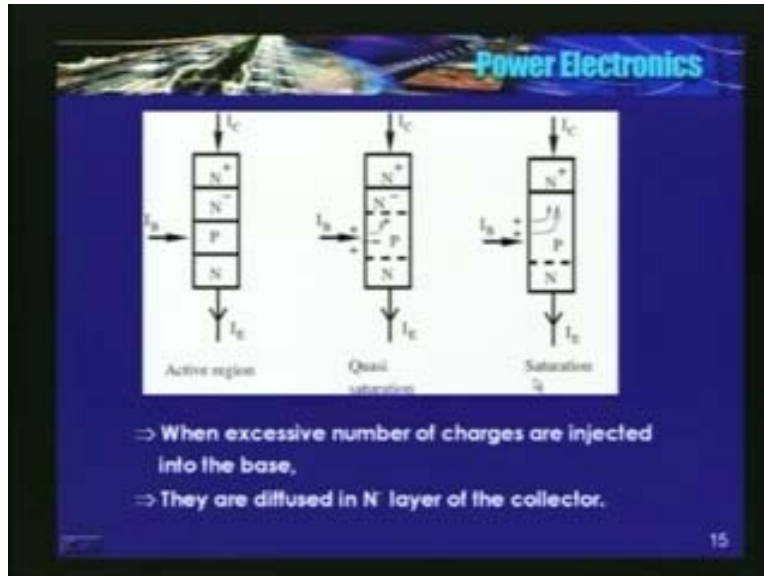 Power Electronics
I_C I_C I_C
N⁺ N⁺ N⁺
N⁻ N⁻
I_B P I_B + + P I_B + + P
N N N
I_E I_E I_E
Active region Quasi saturation Saturation
⇒ When excessive number of charges are injected
into the base,
⇒ They are diffused in N⁻ layer of the collector.
15